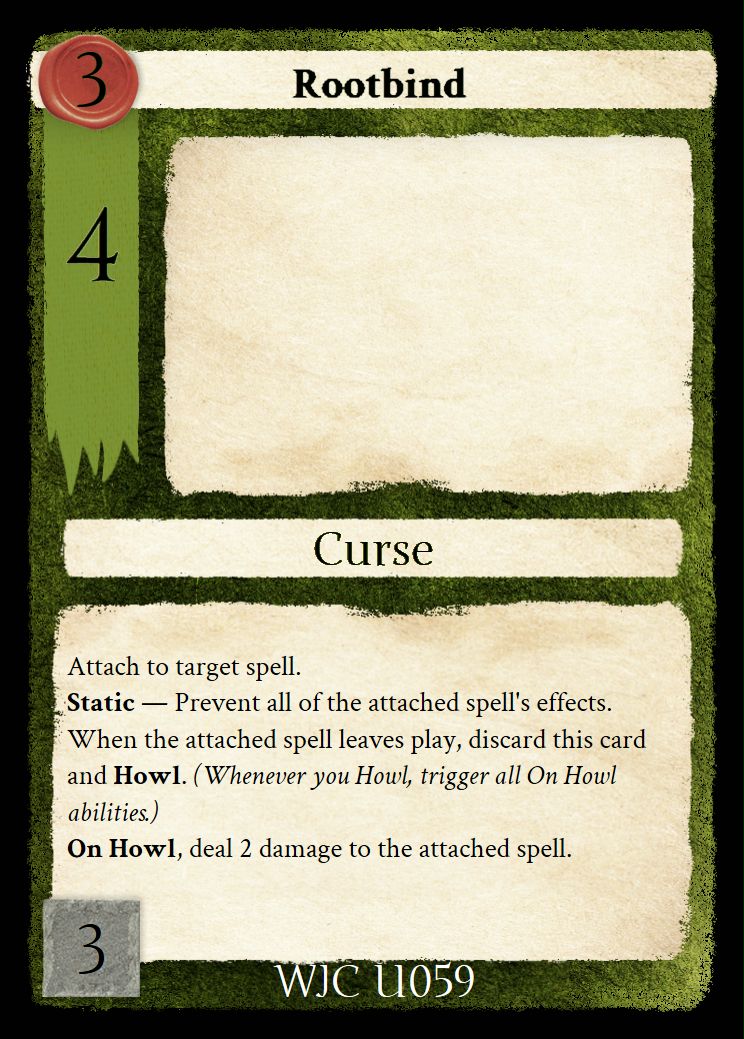 3
Rootbind
4
Curse
Attach to target spell.
Static — Prevent all of the attached spell's effects.
When the attached spell leaves play, discard this card
and Howl. (Whenever you Howl, trigger all On Howl
abilities.)
On Howl, deal 2 damage to the attached spell.
3
WJC U059